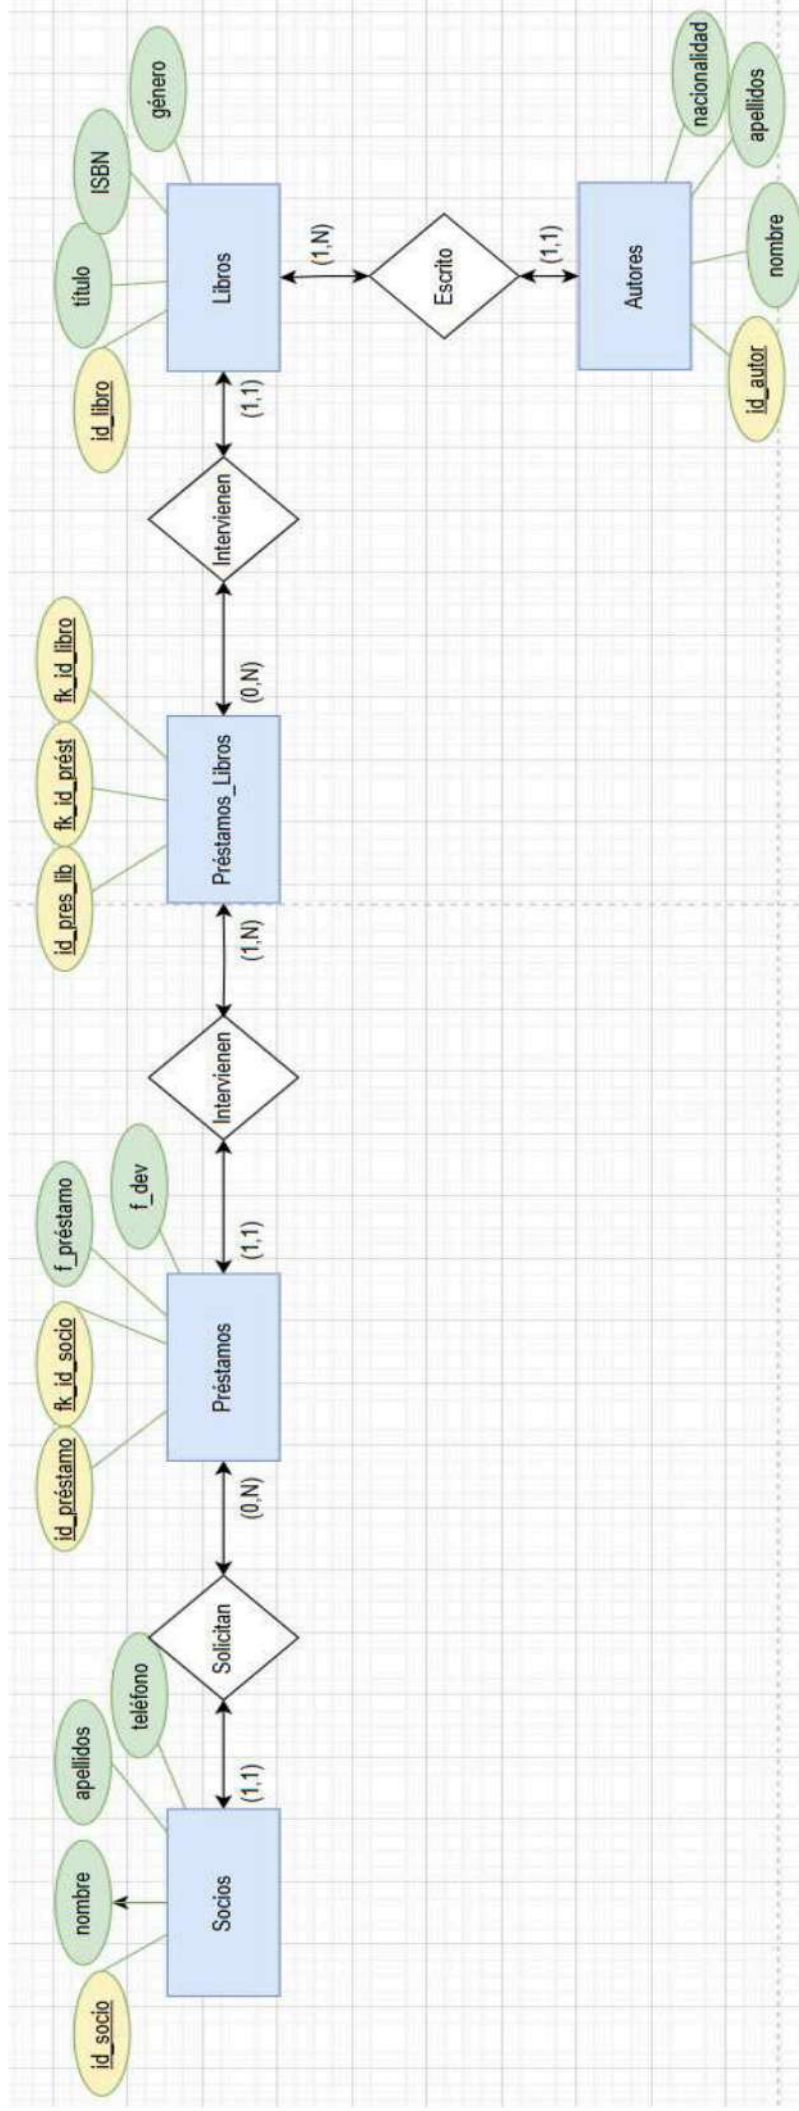 id_socio
nombre
apellidos
teléfono
Socios
(1,1)
Solicitan
(0,N)
id_préstamo
fk_id_socio
f_préstamo
f_dev
Préstamos
(1,1)
Intervienen
(1,N)
id_pres_lib
fk_id_prést
fk_id_libro
Préstamos_Libros
(0,N)
Intervienen
(1,1)
id_libro
título
ISBN
género
Libros
(1,N)
Escrito
(1,1)
Autores
id_autor
nombre
apellidos
nacionalidad